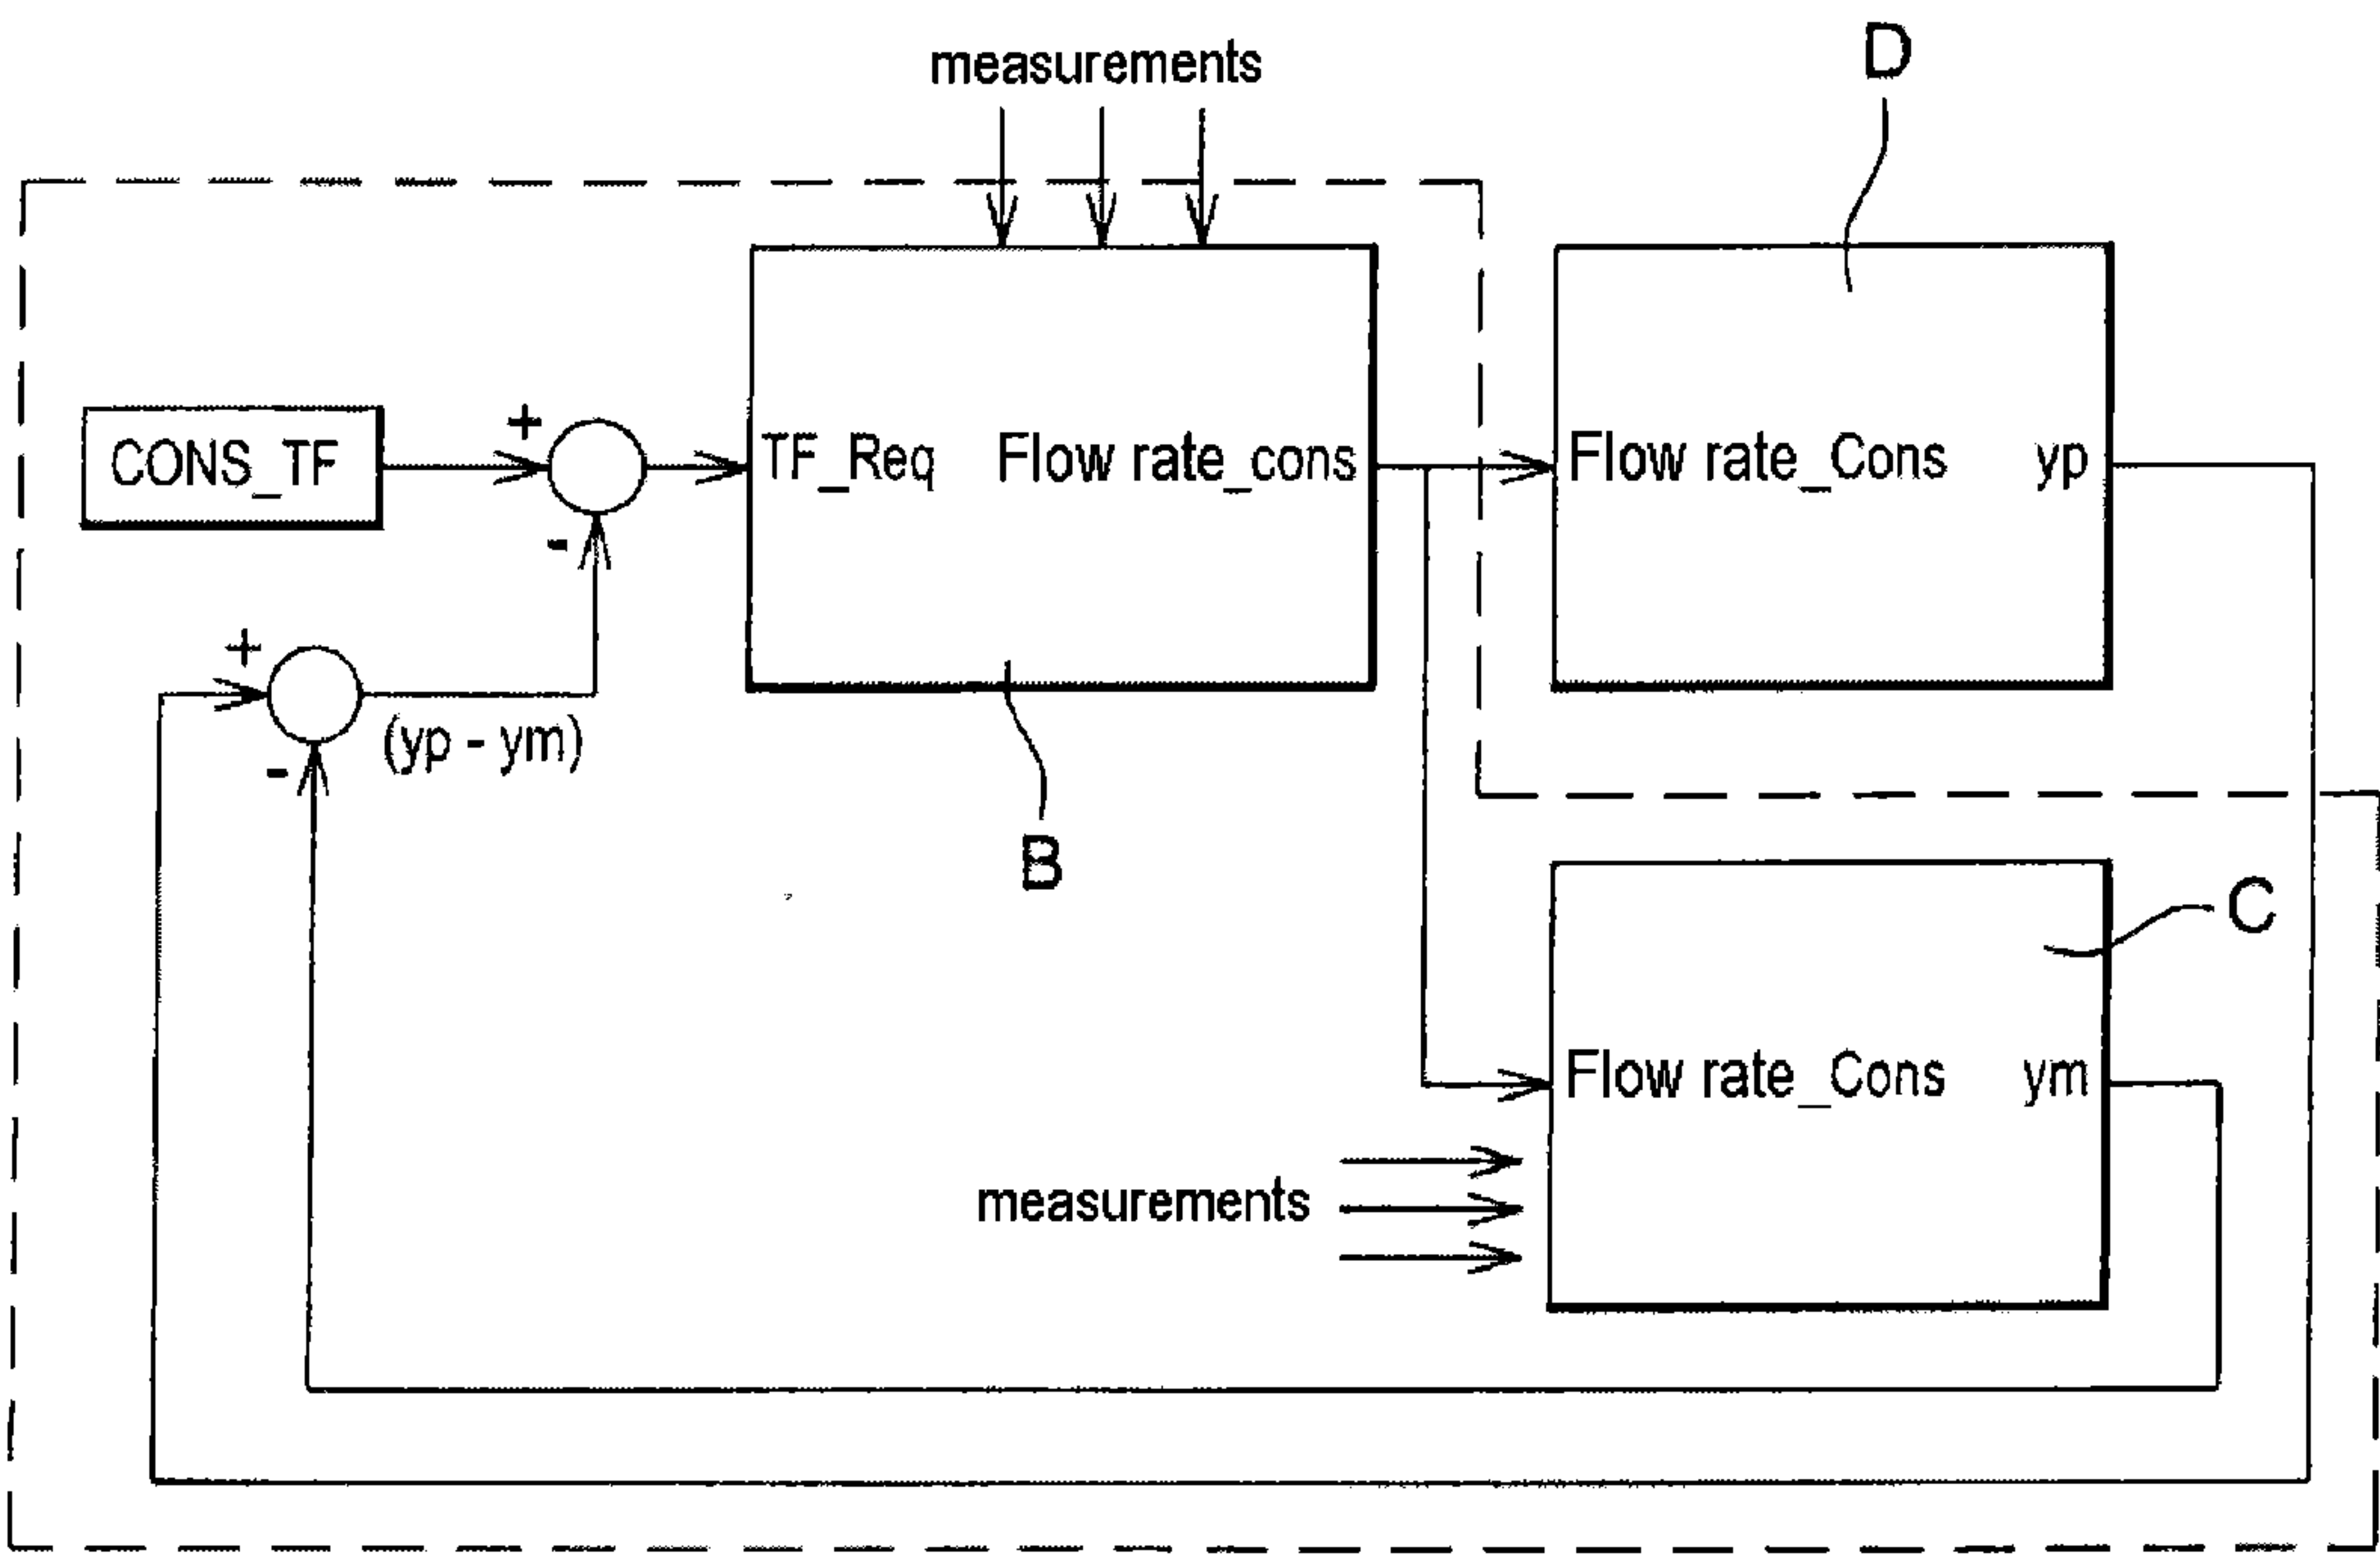 measurements
D
CONS_TF
+
-
TF_Req
Flow rate_cons
Flow rate_Cons
yp
+
-
(yp - ym)
B
C
Flow rate_Cons
ym
measurements